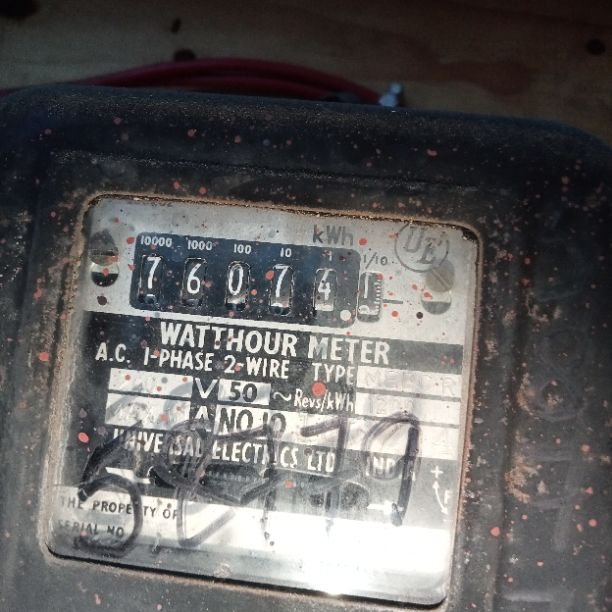 kWh
UE
10000 1000 100 10 1 1/10
7 6 0 7 4
WATTHOUR METER
A.C. 1-PHASE 2-WIRE TYPE
V 50 ~ Revs/kWh
A NO
UNIVERSAL ELECTRICS LTD INDIA
THE PROPERTY OF
SERIAL NO